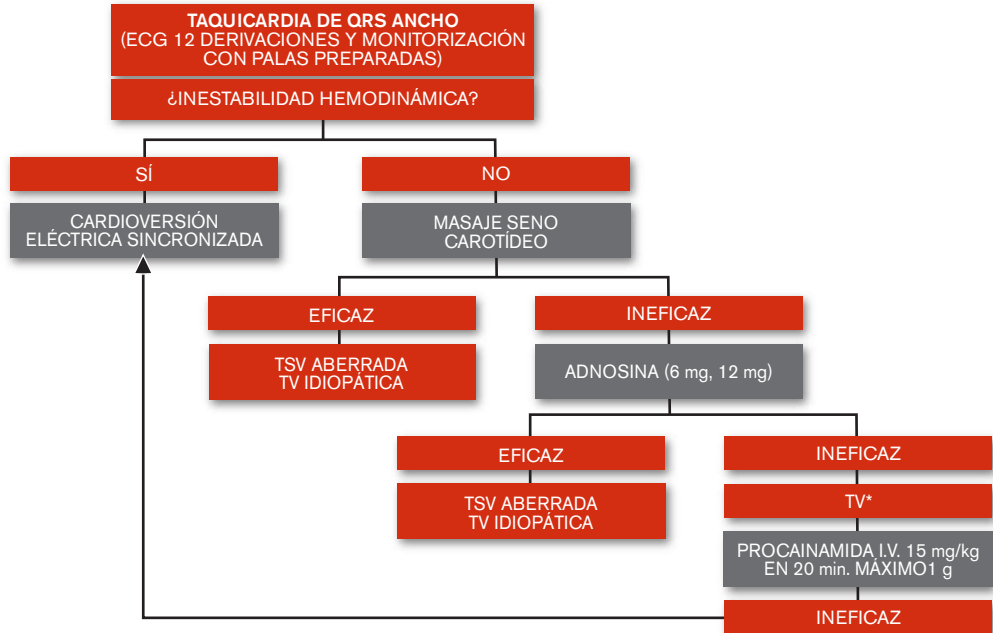 TAQUICARDIA DE QRS ANCHO
(ECG 12 DERIVACIONES Y MONITORIZACIÓN
CON PALAS PREPARADAS)
¿INESTABILIDAD HEMODINÁMICA?
SÍ
NO
CARDIOVERSIÓN
ELÉCTRICA SINCRONIZADA
MASAJE SENO
CAROTÍDEO
EFICAZ
INEFICAZ
TSV ABERRADA
TV IDIOPÁTICA
ADNOSINA (6 mg, 12 mg)
EFICAZ
INEFICAZ
TSV ABERRADA
TV IDIOPÁTICA
TV*
PROCAINAMIDA I.V. 15 mg/kg
EN 20 min. MÁXIMO1 g
INEFICAZ